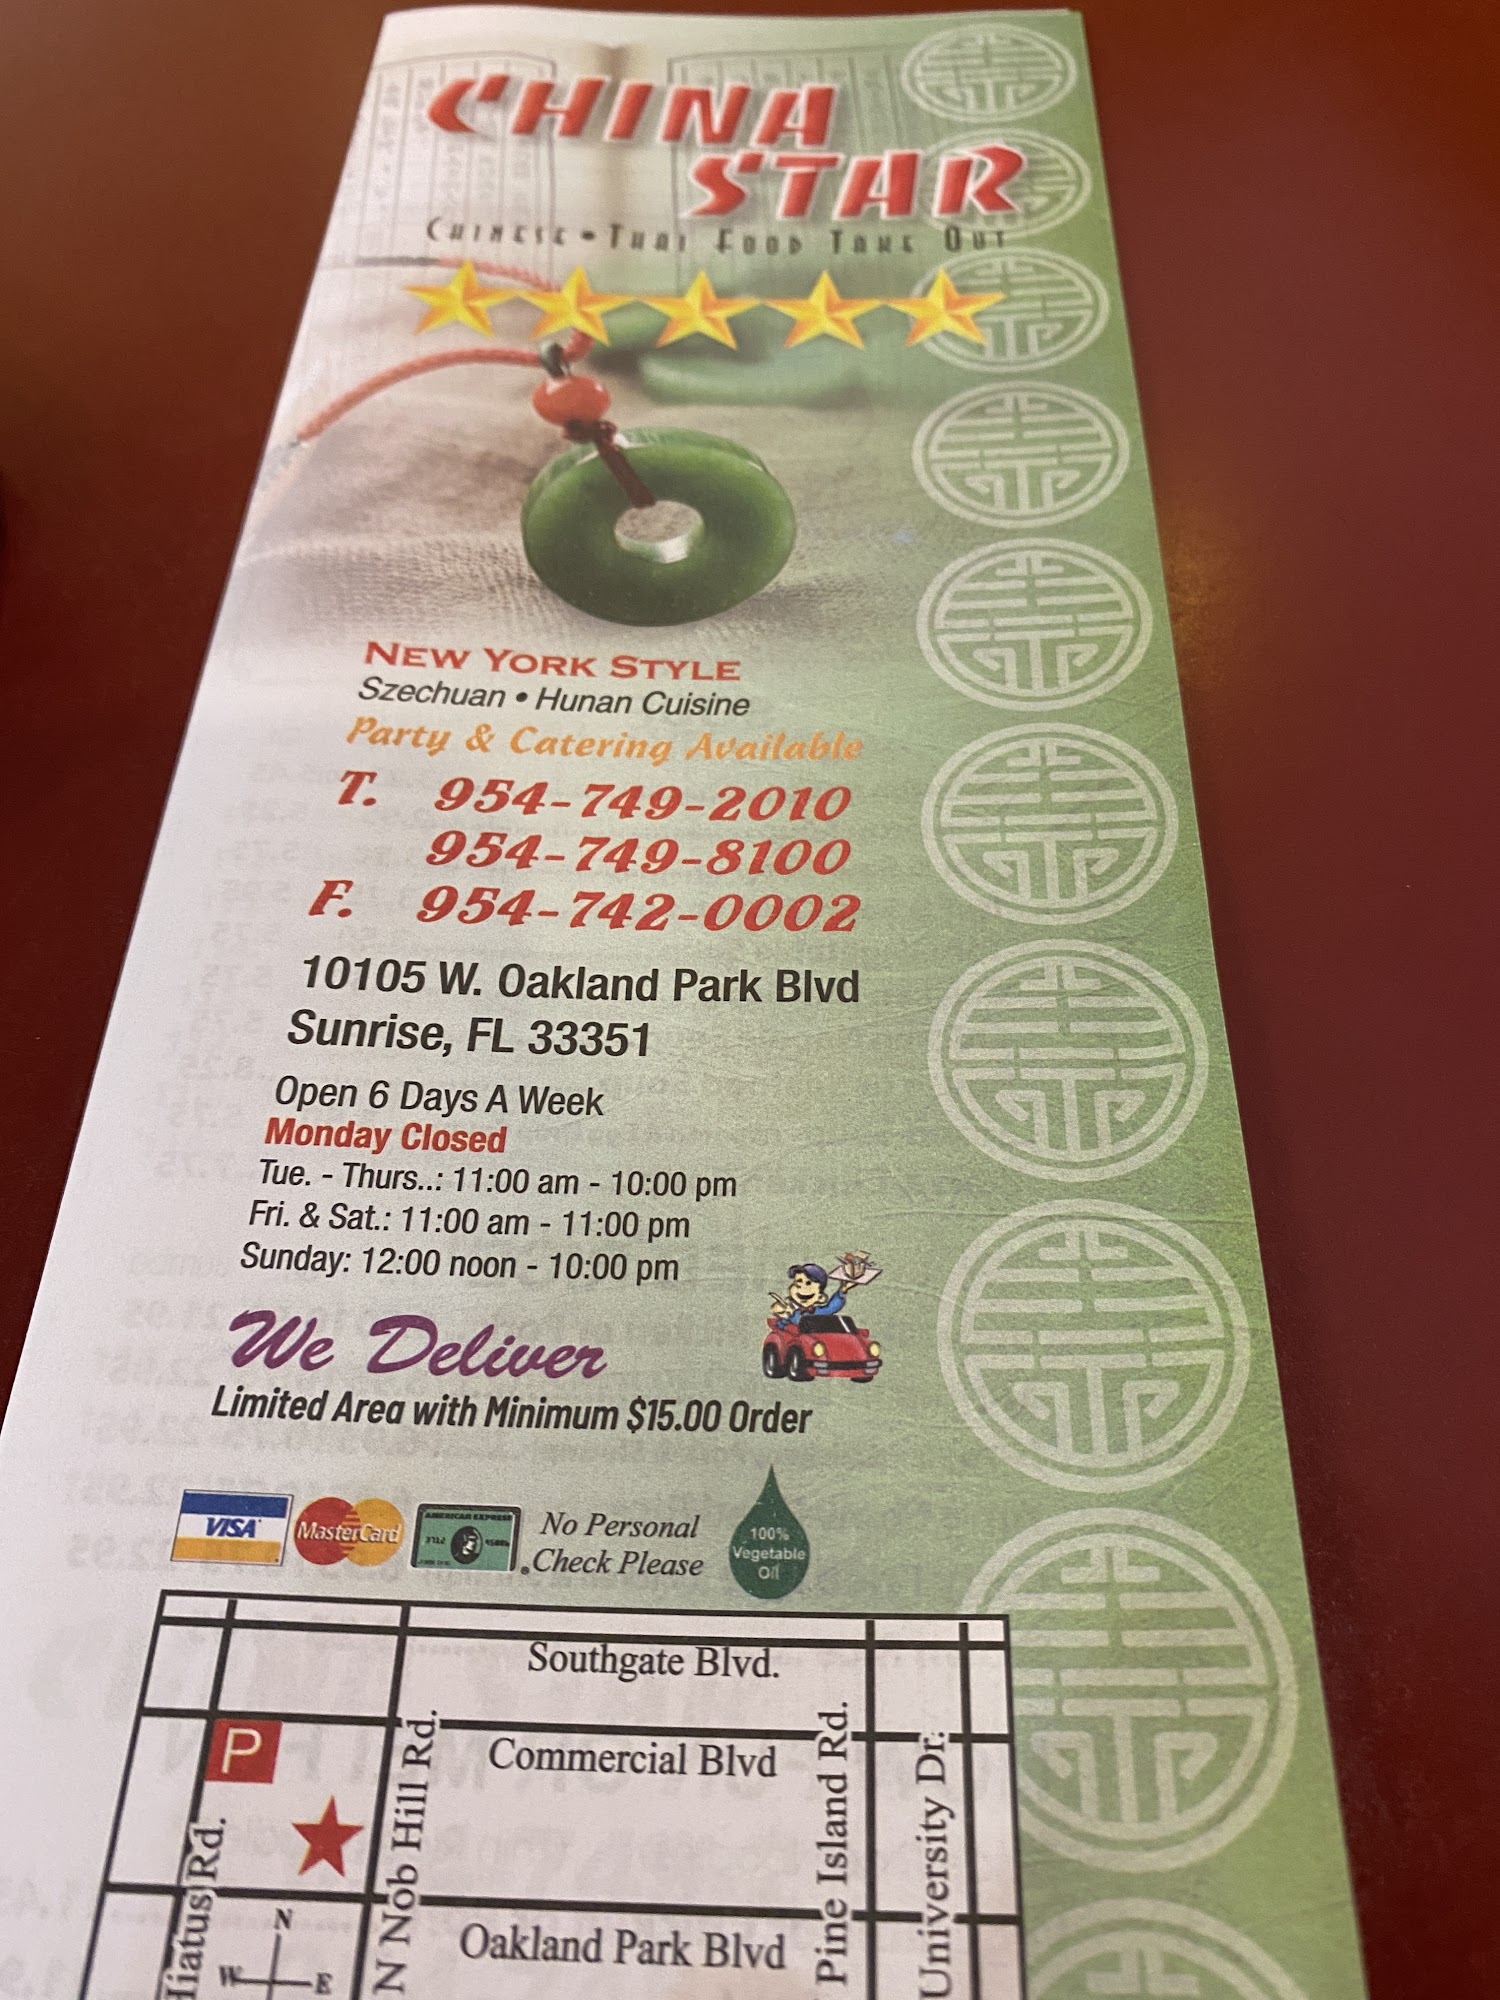 CHINA
STAR
CHINESE • THAI FOOD TAKE OUT
NEW YORK STYLE
Szechuan • Hunan Cuisine
Party & Catering Available
T. 954-749-2010
954-749-8100
F. 954-742-0002
10105 W. Oakland Park Blvd
Sunrise, FL 33351
Open 6 Days A Week
Monday Closed
Tue. - Thurs..: 11:00 am - 10:00 pm
Fri. & Sat.: 11:00 am - 11:00 pm
Sunday: 12:00 noon - 10:00 pm
We Deliver
Limited Area with Minimum $15.00 Order
VISA
MasterCard
AMERICAN EXPRESS
No Personal
Check Please
100%
Vegetable
Oil
Southgate Blvd.
P
Commercial Blvd
Hiatus Rd.
N Nob Hill Rd.
Pine Island Rd.
University Dr.
Oakland Park Blvd
N
W
E